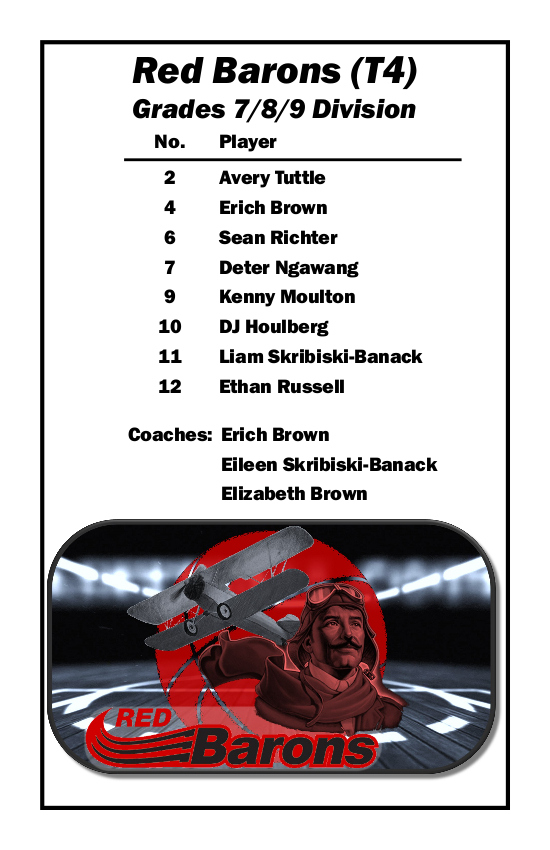 Red Barons (T4)
Grades 7/8/9 Division
No. Player
2 Avery Tuttle
4 Erich Brown
6 Sean Richter
7 Deter Ngawang
9 Kenny Moulton
10 DJ Houlberg
11 Liam Skribiski-Banack
12 Ethan Russell
Coaches: Erich Brown
Eileen Skribiski-Banack
Elizabeth Brown
RED
Barons